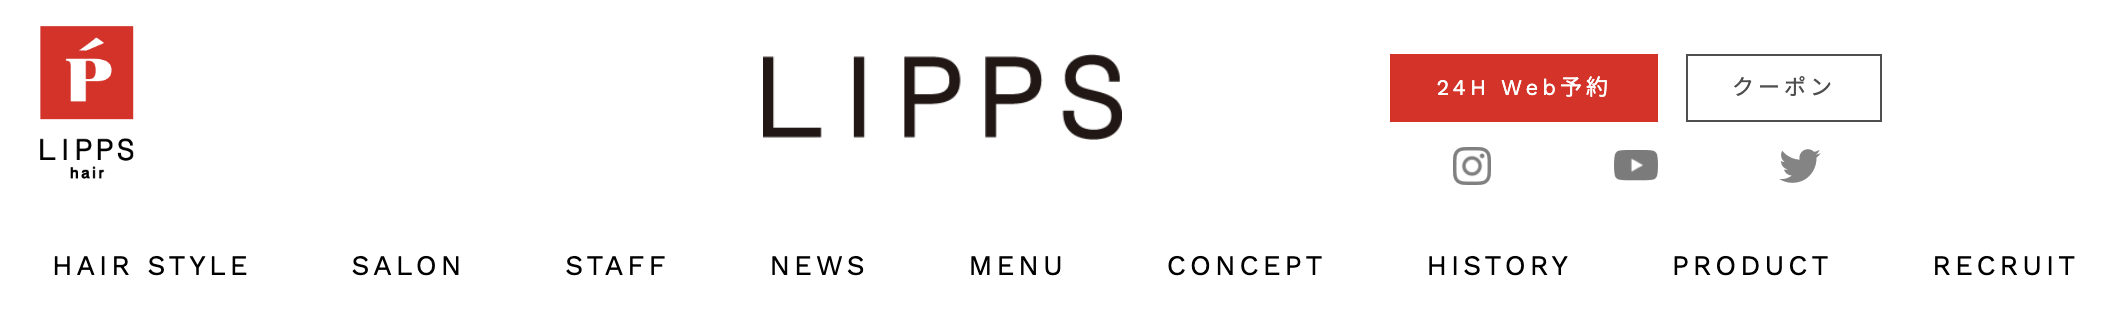 Ṕ
LIPPS
hair
LIPPS
24H Web予約
クーポン
HAIR STYLE
SALON
STAFF
NEWS
MENU
CONCEPT
HISTORY
PRODUCT
RECRUIT